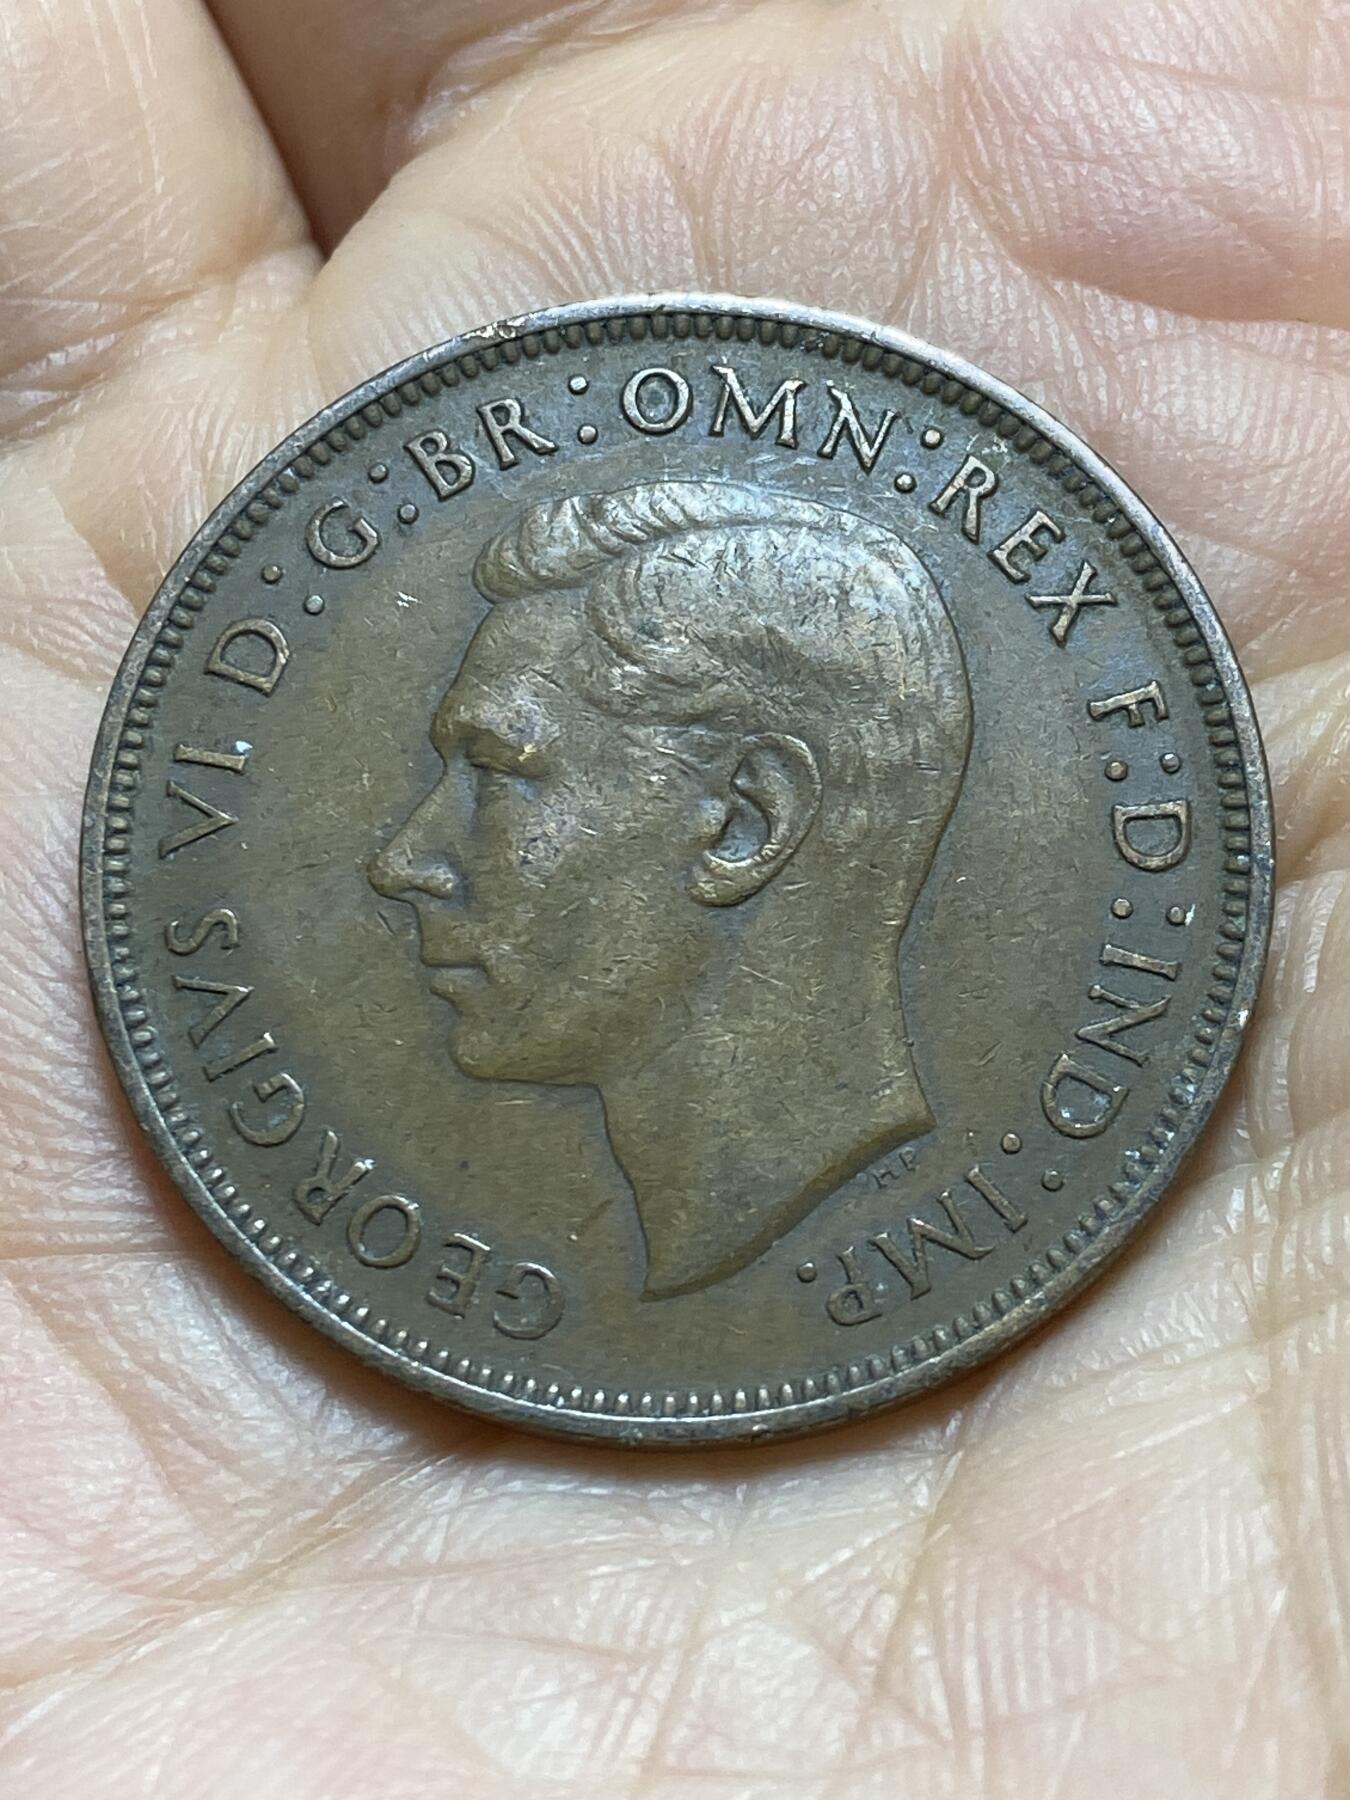 GEORGIVS VI D : G : BR : OMN : REX F : D : IND : IMP.
HP